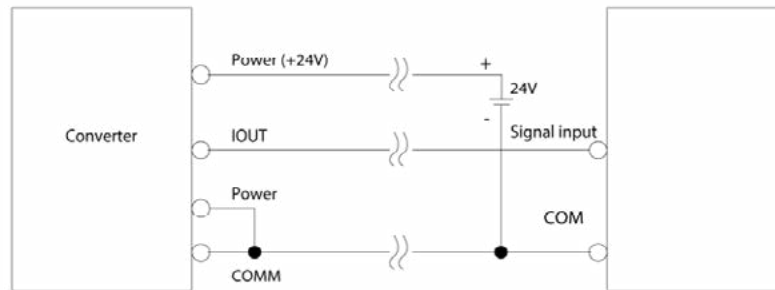 Power (+24V)
+
24V
-
Converter
IOUT
Signal input
Power
COM
COMM